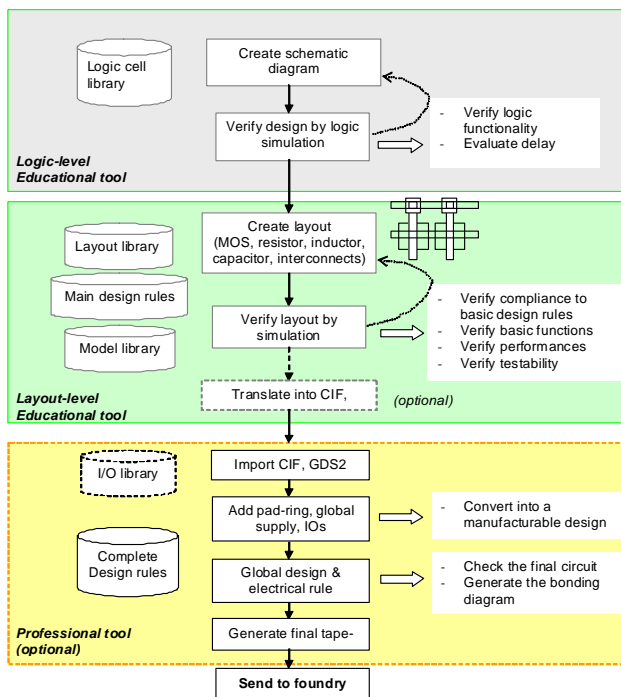 Create schematic
diagram
Logic cell
library
Verify design by logic
simulation
- Verify logic
functionality
- Evaluate delay
Logic-level
Educational tool
Create layout
(MOS, resistor, inductor,
capacitor, interconnects)
Layout library
Main design rules
Model library
Verify layout by
simulation
- Verify compliance to
basic design rules
- Verify basic functions
- Verify performances
- Verify testability
Translate into CIF,
(optional)
Layout-level
Educational tool
I/O library
Import CIF, GDS2
Add pad-ring, global
supply, IOs
- Convert into a
manufacturable design
Complete
Design rules
Global design &
electrical rule
- Check the final circuit
- Generate the bonding
diagram
Professional tool
(optional)
Generate final tape-
Send to foundry